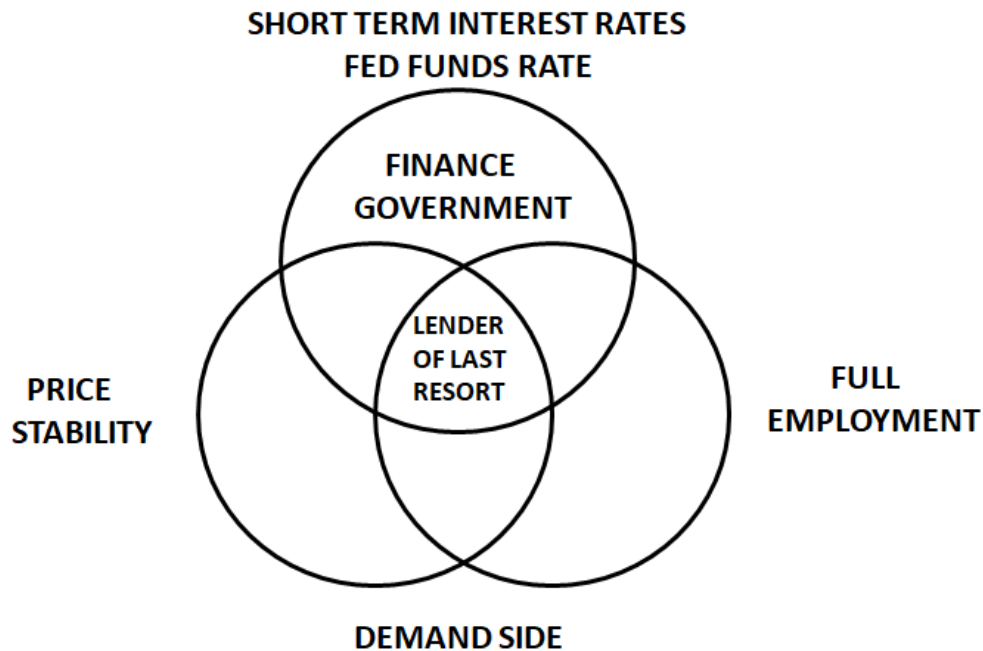 SHORT TERM INTEREST RATES
FED FUNDS RATE
FINANCE
GOVERNMENT
LENDER
OF LAST
RESORT
PRICE
STABILITY
FULL
EMPLOYMENT
DEMAND SIDE